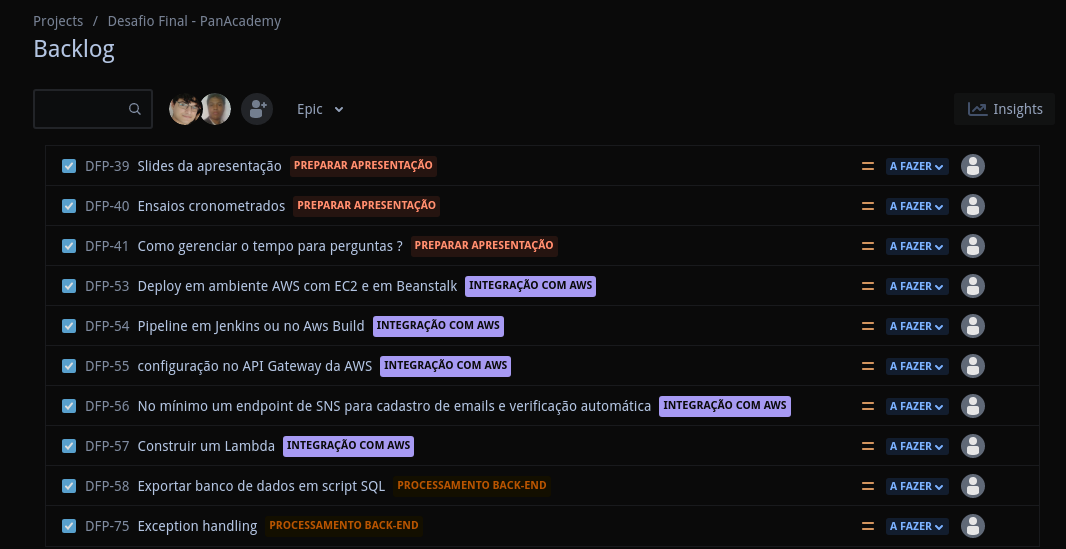 Projects / Desafio Final - PanAcademy
Backlog
Epic
Insights
DFP-39 Slides da apresentação PREPARAR APRESENTAÇÃO A FAZER
DFP-40 Ensaios cronometrados PREPARAR APRESENTAÇÃO A FAZER
DFP-41 Como gerenciar o tempo para perguntas ? PREPARAR APRESENTAÇÃO A FAZER
DFP-53 Deploy em ambiente AWS com EC2 e em Beanstalk INTEGRAÇÃO COM AWS A FAZER
DFP-54 Pipeline em Jenkins ou no Aws Build INTEGRAÇÃO COM AWS A FAZER
DFP-55 configuração no API Gateway da AWS INTEGRAÇÃO COM AWS A FAZER
DFP-56 No mínimo um endpoint de SNS para cadastro de emails e verificação automática INTEGRAÇÃO COM AWS A FAZER
DFP-57 Construir um Lambda INTEGRAÇÃO COM AWS A FAZER
DFP-58 Exportar banco de dados em script SQL PROCESSAMENTO BACK-END A FAZER
DFP-75 Exception handling PROCESSAMENTO BACK-END A FAZER